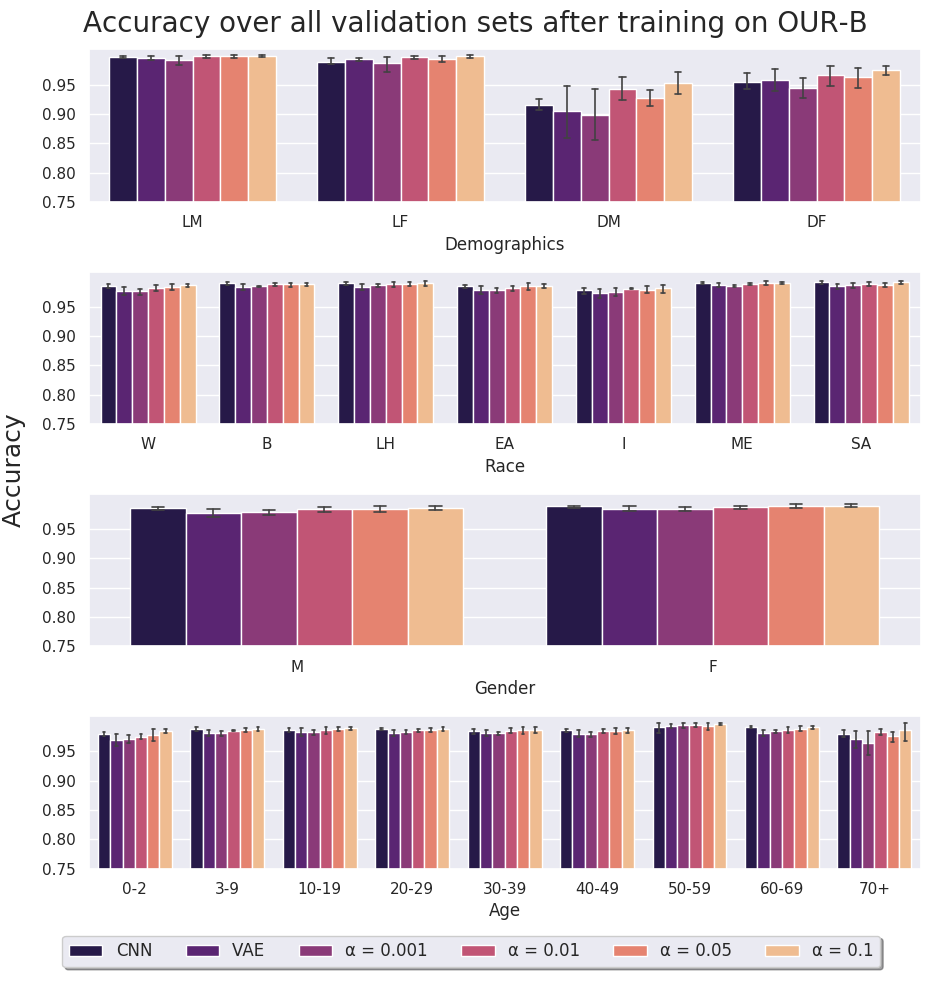 Accuracy over all validation sets after training on OUR-B
Accuracy
0.95
0.90
0.85
0.80
0.75
LM LF DM DF
Demographics
0.95
0.90
0.85
0.80
0.75
W B LH EA I ME SA
Race
0.95
0.90
0.85
0.80
0.75
M F
Gender
0.95
0.90
0.85
0.80
0.75
0-2 3-9 10-19 20-29 30-39 40-49 50-59 60-69 70+
Age
CNN VAE α = 0.001 α = 0.01 α = 0.05 α = 0.1